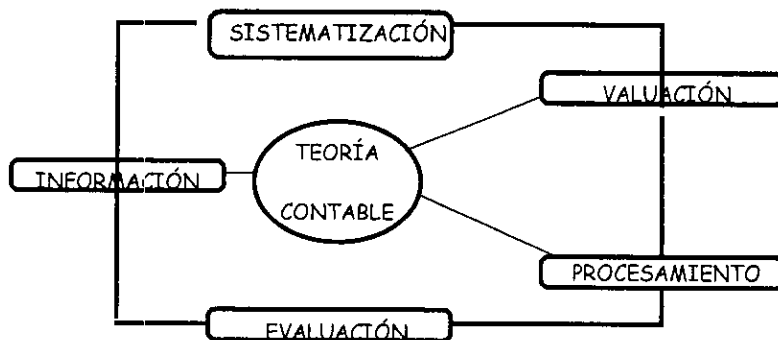 SISTEMATIZACIÓN
VALUACIÓN
TEORÍA
CONTABLE
INFORMACIÓN
PROCESAMIENTO
EVALUACIÓN